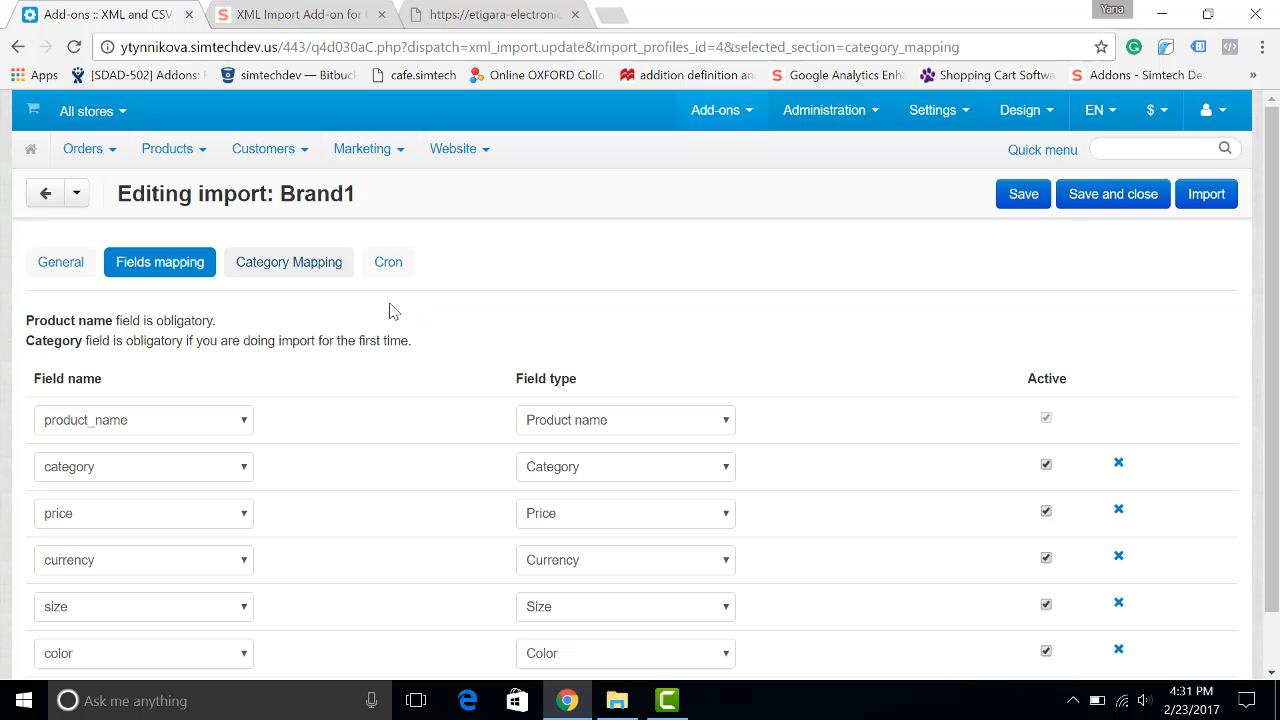 Add-ons :: XML and CSV
XML Import Add-on for
https://etigara-electronic
Yana
ytynnikova.simtechdev.us/443/q4d030aC.php?dispatch=xml_import.update&import_profiles_id=4&selected_section=category_mapping
Apps
[SDAD-502] Addons:
simtechdev — Bitbuc
cafe.simt
Online OXFORD Collo
addition definition an
Google Analytics Enh
Shopping Cart Softwa
Addons - Simtech De
»
All stores
Add-ons
Administration
Settings
Design
EN
$
Orders
Products
Customers
Marketing
Website
Quick menu
Editing import: Brand1
Save
Save and close
Import
General
Fields mapping
Category Mapping
Cron
Product name field is obligatory.
Category field is obligatory if you are doing import for the first time.
Field name
Field type
Active
product_name
Product name
category
Category
price
Price
currency
Currency
size
Size
color
Color
Ask me anything
4:31 PM
2/23/2017